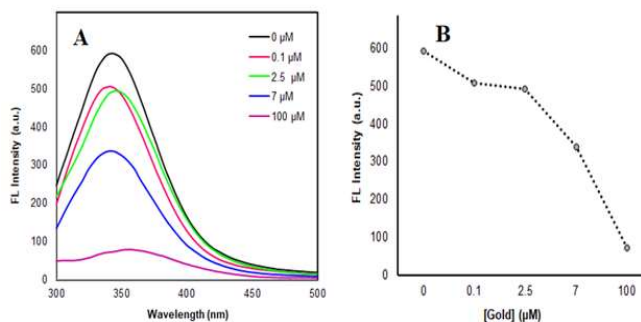 A
0 µM
0.1 µM
2.5 µM
7 µM
100 µM
FL Intensity (a.u.)
600
500
400
300
200
100
0
300
350
400
450
500
Wavelength (nm)
B
FL Intensity (a.u.)
600
500
400
300
200
100
0
0
0.1
2.5
7
100
[Gold] (µM)